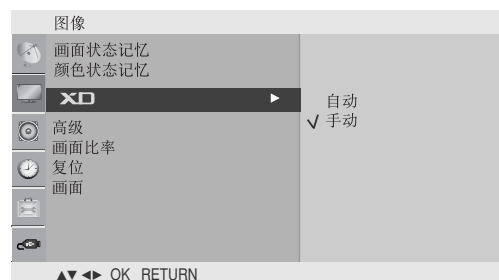 图像
画面状态记忆
颜色状态记忆
XD
自动
手动
高级
画面比率
复位
画面
OK RETURN